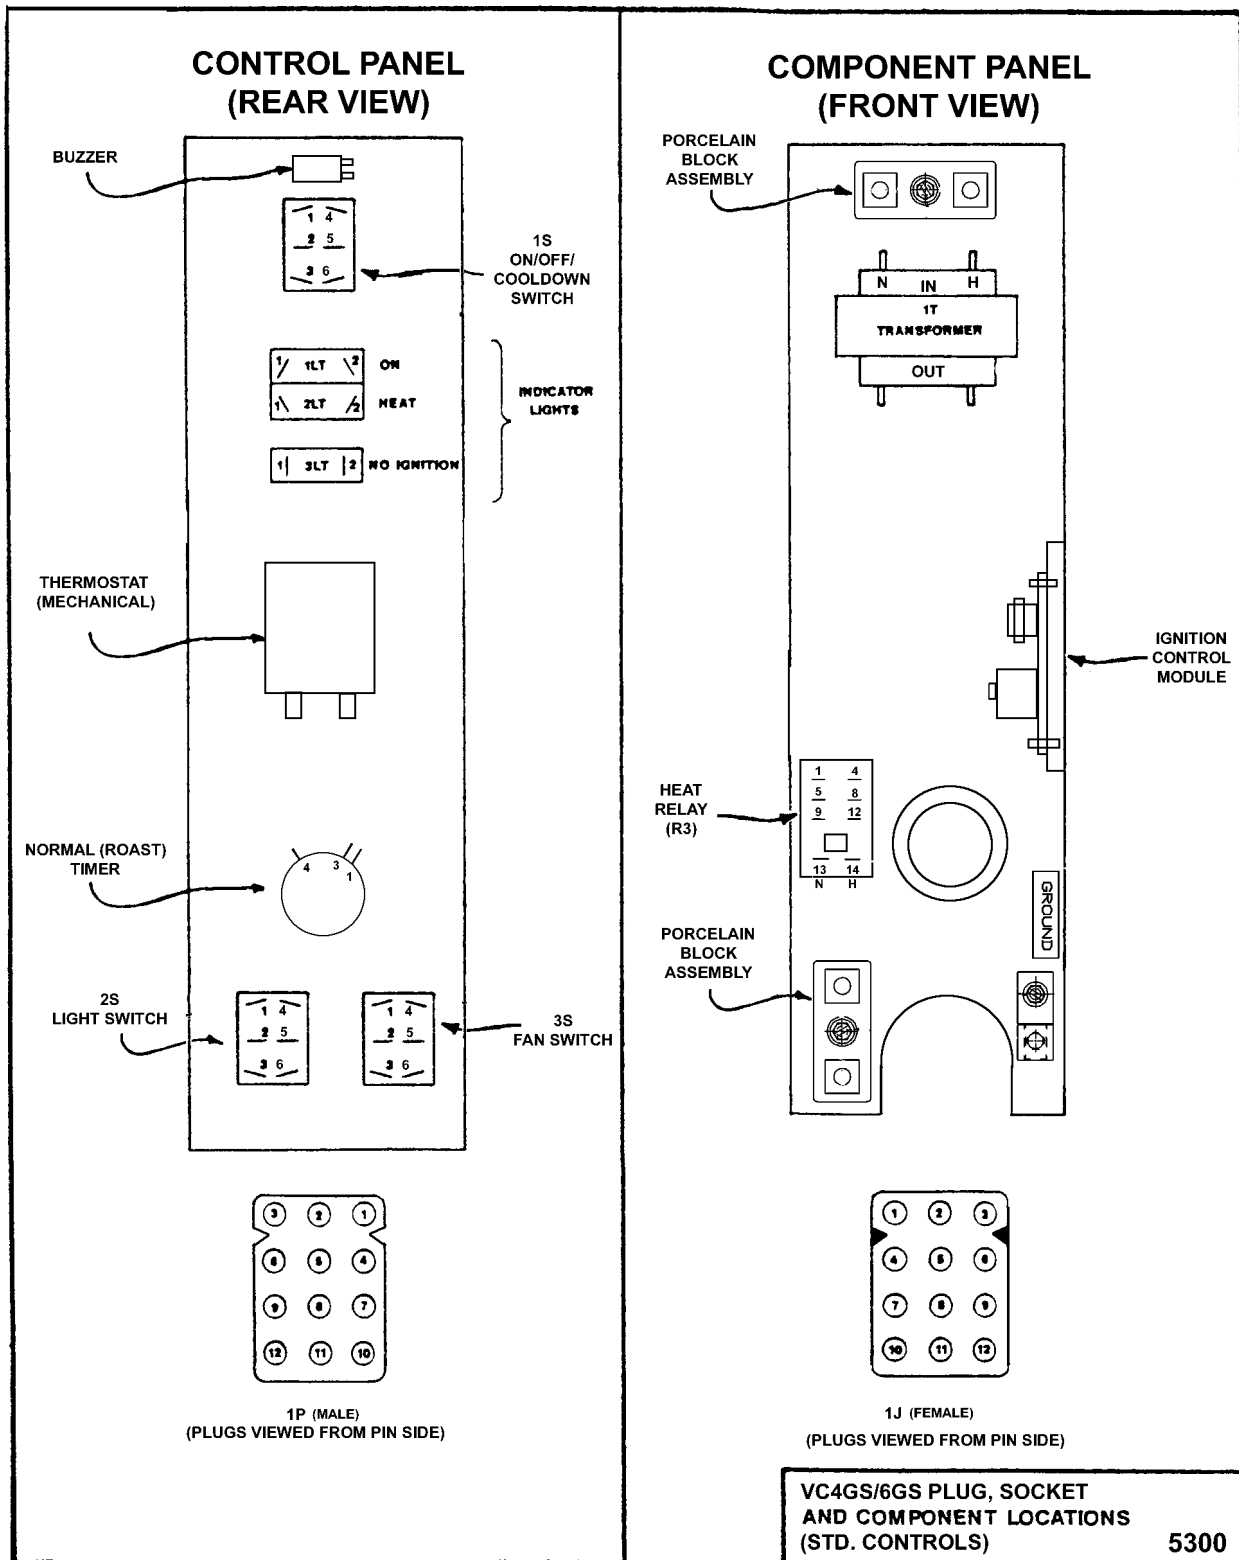 CONTROL PANEL
(REAR VIEW)
BUZZER
1 4
2 5
3 6
1S
ON/OFF/
COOLDOWN
SWITCH
1 1LT 2 ON
1 2LT 2 HEAT
1 3LT 2 NO IGNITION
INDICATOR
LIGHTS
THERMOSTAT
(MECHANICAL)
NORMAL (ROAST)
TIMER
4 3 1
2S
LIGHT SWITCH
1 4
2 5
3 6
1 4
2 5
3 6
3S
FAN SWITCH
3 2 1
6 5 4
9 8 7
12 11 10
1P (MALE)
(PLUGS VIEWED FROM PIN SIDE)
COMPONENT PANEL
(FRONT VIEW)
PORCELAIN
BLOCK
ASSEMBLY
N IN H
1T
TRANSFORMER
OUT
IGNITION
CONTROL
MODULE
HEAT
RELAY
(R3)
1 4
5 8
9 12
13 14
N H
GROUND
PORCELAIN
BLOCK
ASSEMBLY
1 2 3
4 5 6
7 8 9
10 11 12
1J (FEMALE)
(PLUGS VIEWED FROM PIN SIDE)
VC4GS/6GS PLUG, SOCKET
AND COMPONENT LOCATIONS
(STD. CONTROLS) 5300